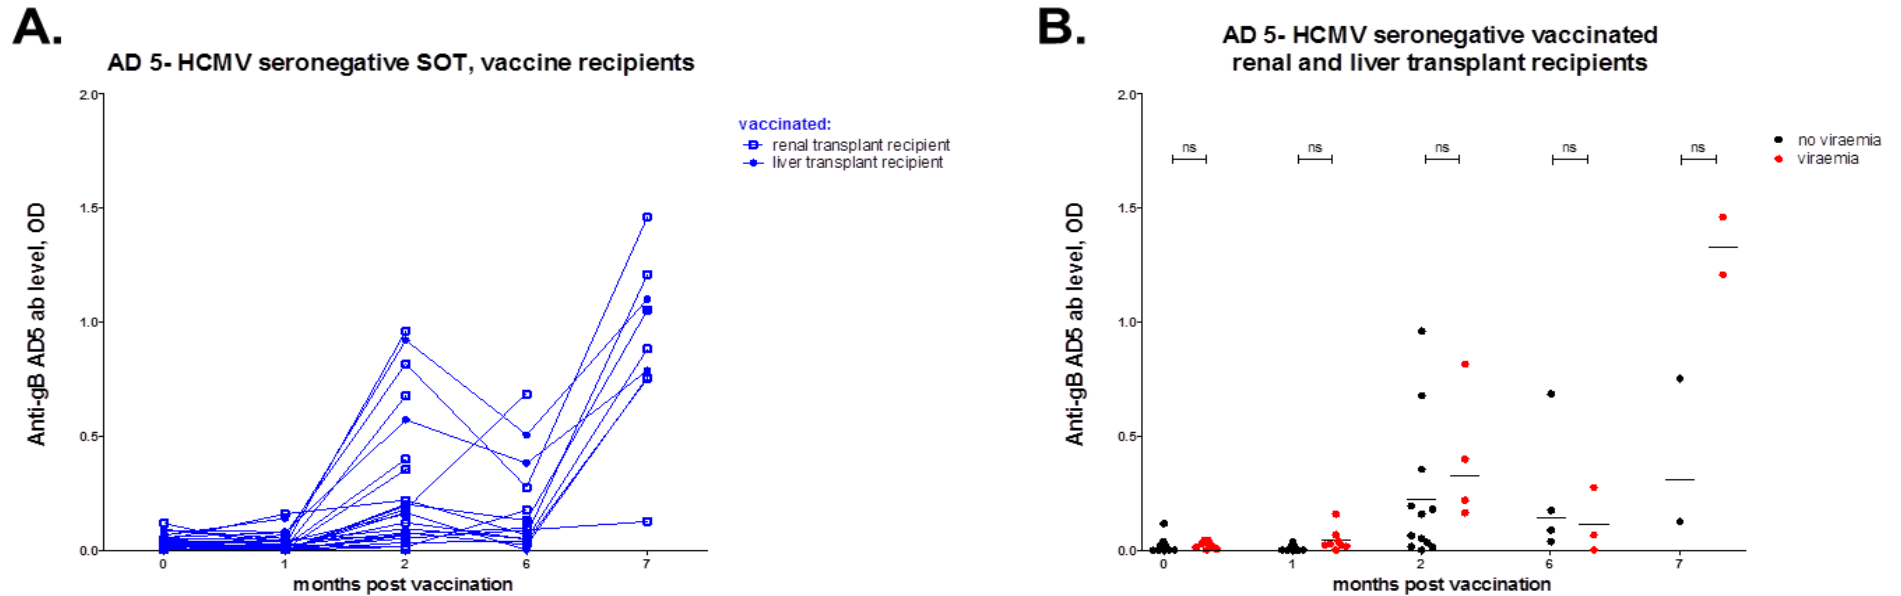 A.
AD 5- HCMV seronegative SOT, vaccine recipients
Anti-gB AD5 ab level, OD
2.0
1.5
1.0
0.5
0.0
0 1 2 6 7
months post vaccination
vaccinated:
renal transplant recipient
liver transplant recipient
B.
AD 5- HCMV seronegative vaccinated
renal and liver transplant recipients
Anti-gB AD5 ab level, OD
2.0
1.5
1.0
0.5
0.0
ns ns ns ns ns
0 1 2 6 7
months post vaccination
no viraemia
viraemia